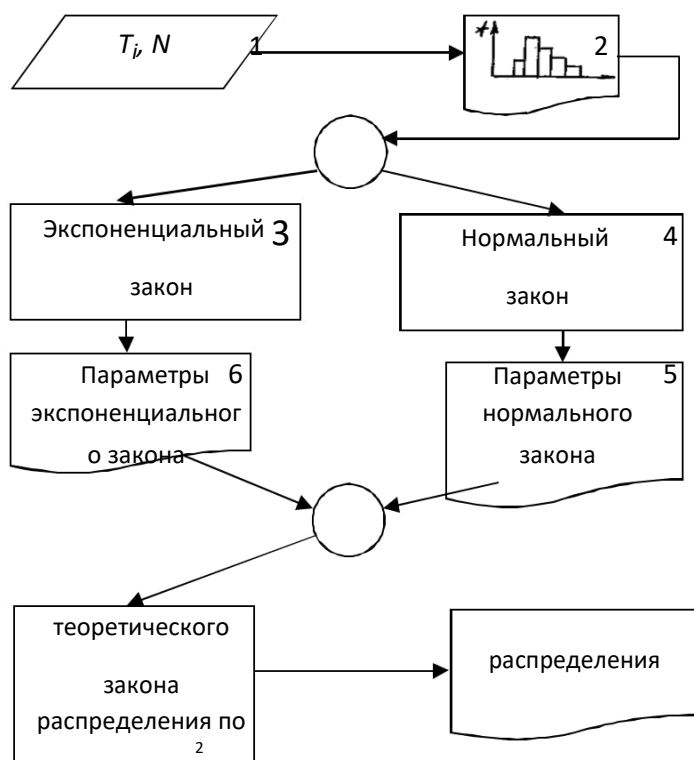 Tᵢ, N 1
2
Экспоненциальный 3
закон
Нормальный 4
закон
Параметры 6
экспоненциальног
о закона
Параметры 5
нормального
закона
теоретического
закона
распределения по
2
распределения